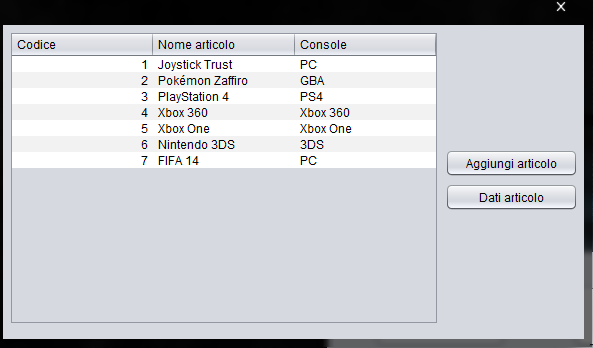 X
Codice Nome articolo Console
1 Joystick Trust PC
2 Pokémon Zaffiro GBA
3 PlayStation 4 PS4
4 Xbox 360 Xbox 360
5 Xbox One Xbox One
6 Nintendo 3DS 3DS
7 FIFA 14 PC
Aggiungi articolo
Dati articolo